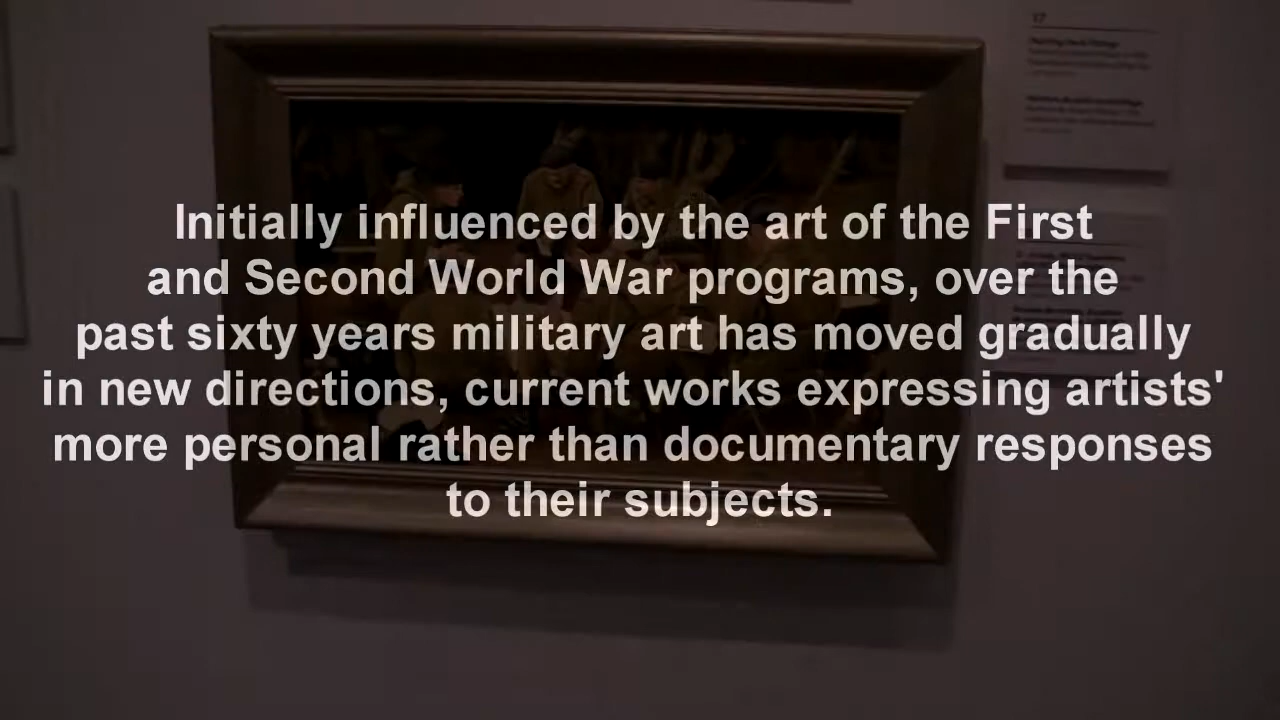 Initially influenced by the art of the First
and Second World War programs, over the
past sixty years military art has moved gradually
in new directions, current works expressing artists'
more personal rather than documentary responses
to their subjects.
17